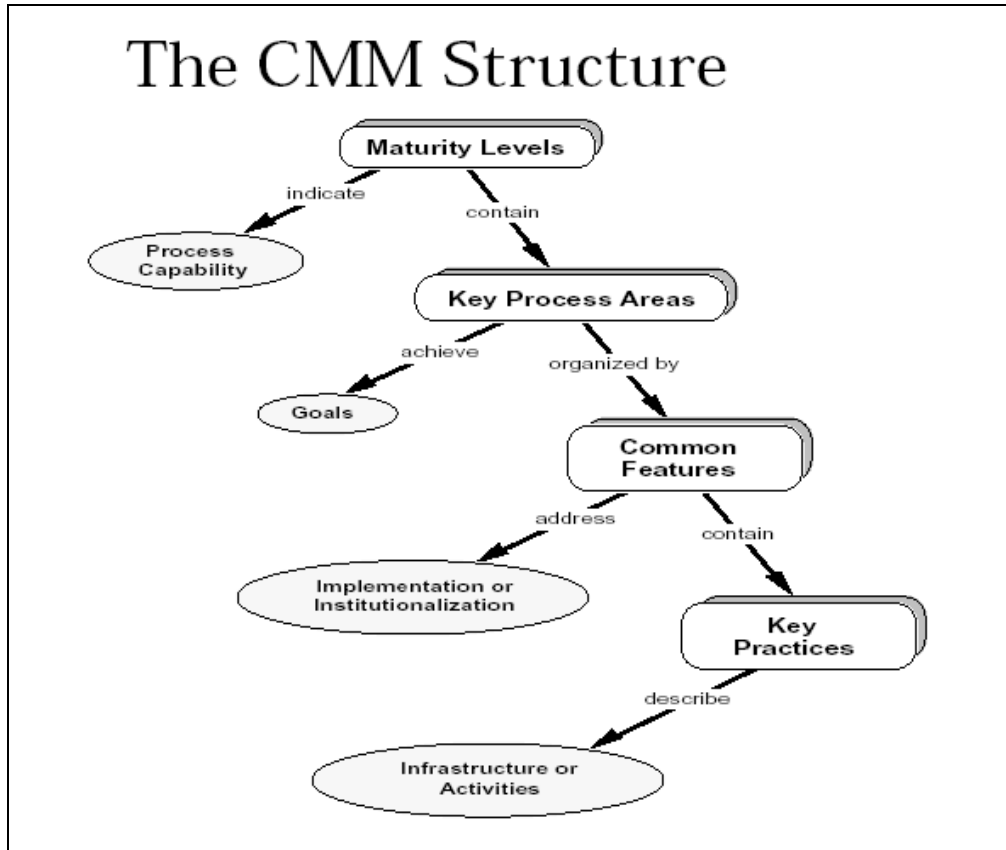 The CMM Structure
Maturity Levels
indicate
contain
Process
Capability
Key Process Areas
achieve
organized by
Goals
Common
Features
address
contain
Implementation or
Institutionalization
Key
Practices
describe
Infrastructure or
Activities